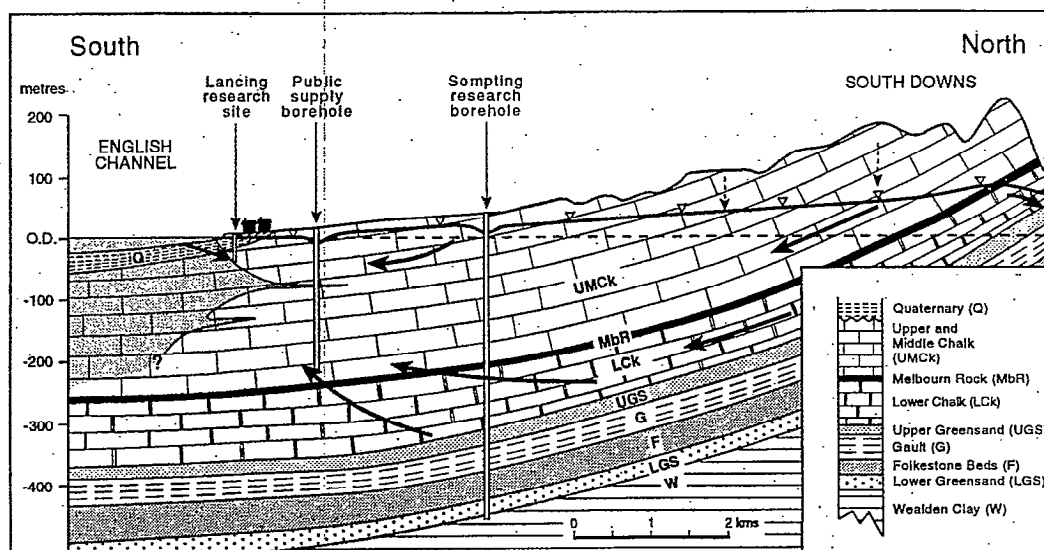 South
North
metres
Lancing
research
site
Public
supply
borehole
Sompting
research
borehole
SOUTH DOWNS
ENGLISH
CHANNEL
200
100
O.D.
-100
-200
-300
-400
Q
?
UMCk
MbR
LCk
UGS
G
F
LGS
W
0 1 2 kms
Quaternary (Q)
Upper and
Middle Chalk
(UMCk)
Melbourn Rock (MbR)
Lower Chalk (LCk)
Upper Greensand (UGS)
Gault (G)
Folkestone Beds (F)
Lower Greensand (LGS)
Wealden Clay (W)